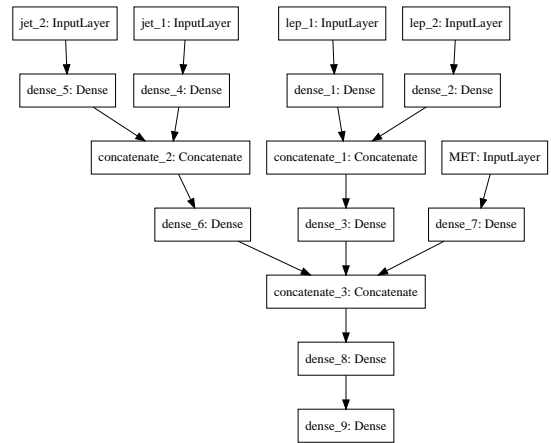 jet_2: InputLayer
jet_1: InputLayer
lep_1: InputLayer
lep_2: InputLayer
dense_5: Dense
dense_4: Dense
dense_1: Dense
dense_2: Dense
concatenate_2: Concatenate
concatenate_1: Concatenate
MET: InputLayer
dense_6: Dense
dense_3: Dense
dense_7: Dense
concatenate_3: Concatenate
dense_8: Dense
dense_9: Dense